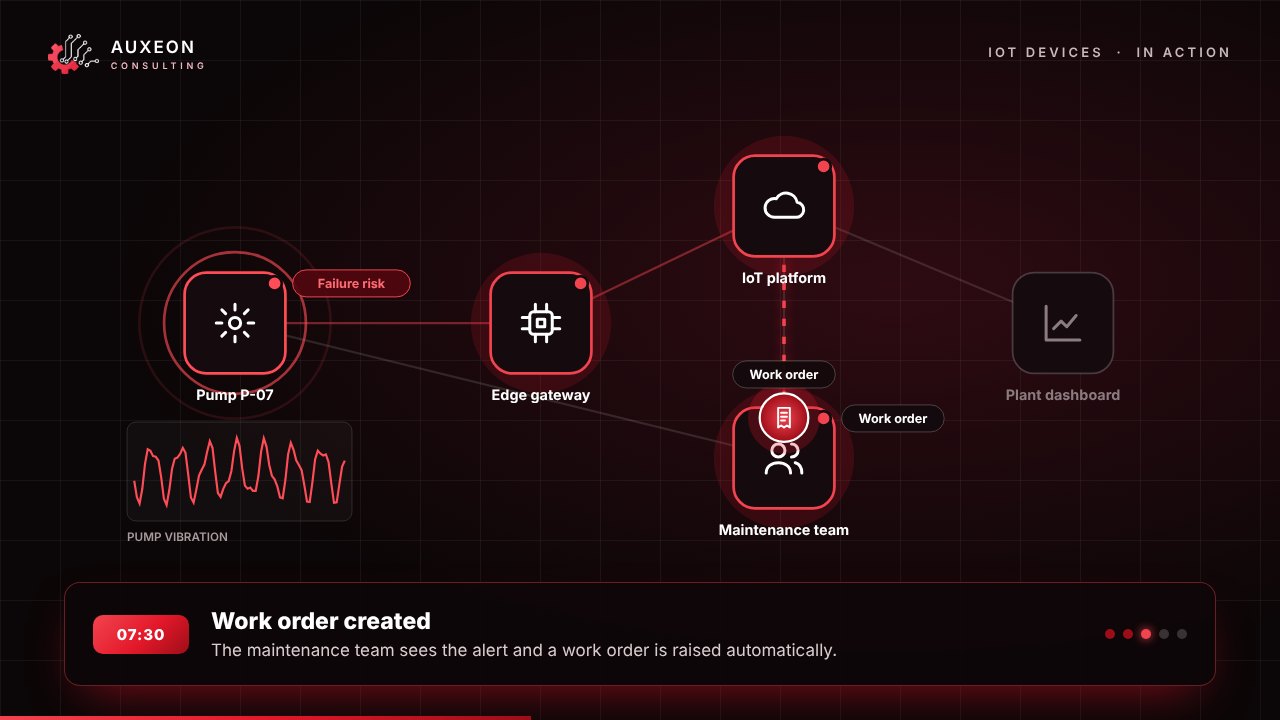 AUXEON
CONSULTING
IOT DEVICES · IN ACTION
IoT platform
Failure risk
Pump P-07
Edge gateway
Plant dashboard
Work order
Work order
Maintenance team
PUMP VIBRATION
07:30
Work order created
The maintenance team sees the alert and a work order is raised automatically.